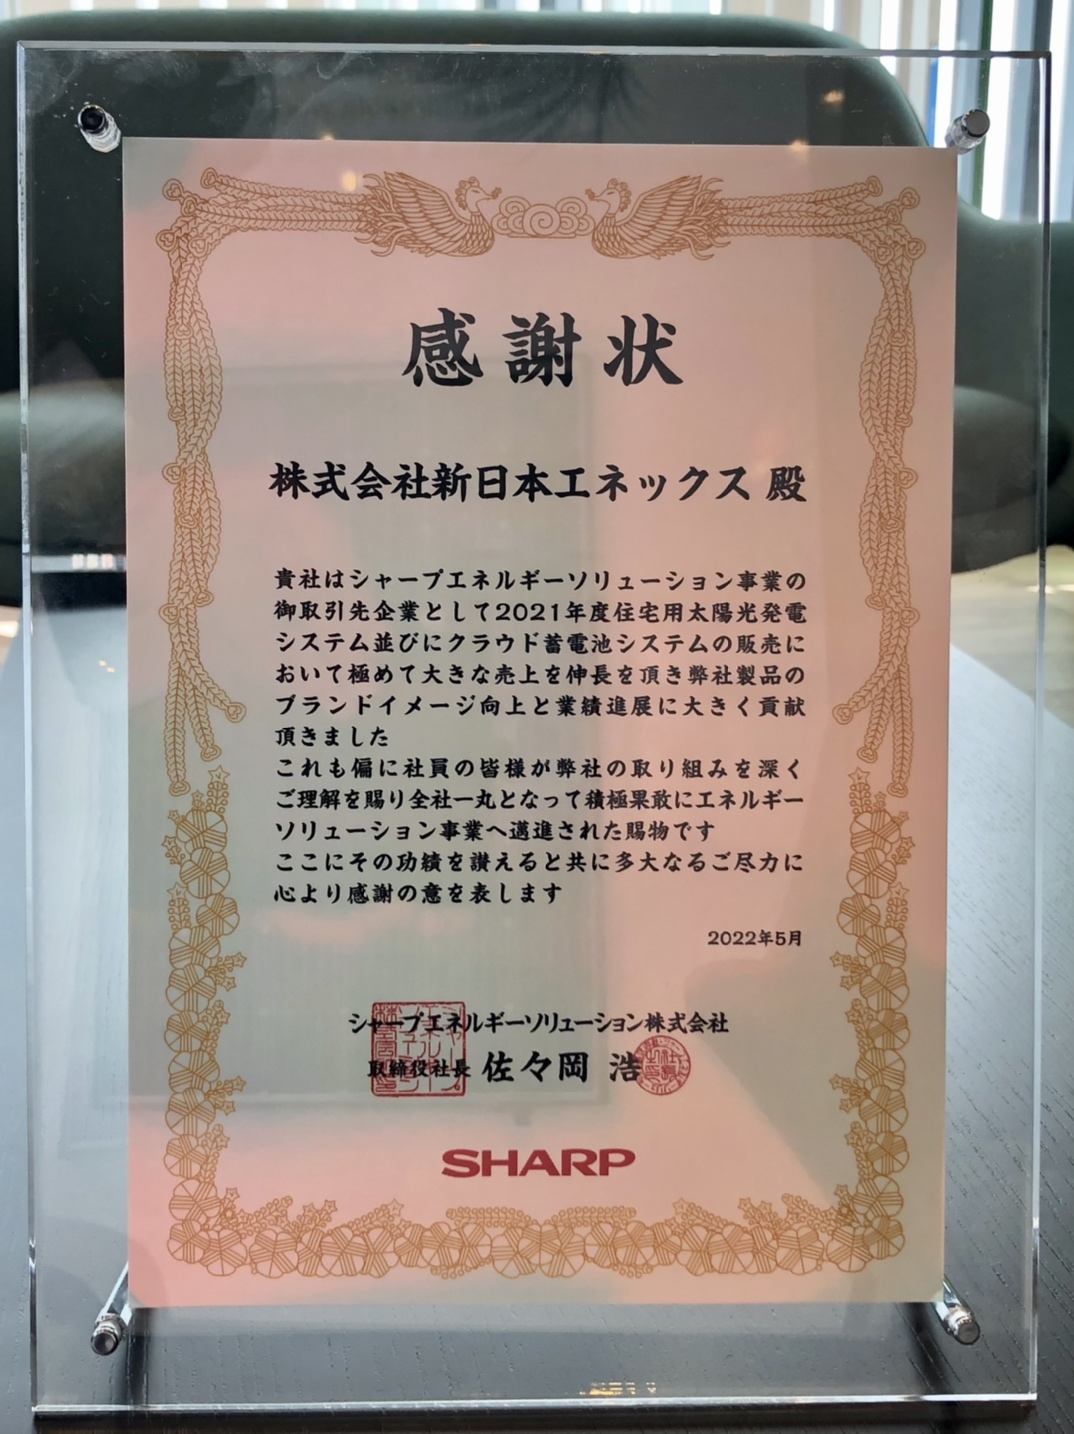 感謝状
株式会社新日本エネックス 殿
貴社はシャープエネルギーソリューション事業の
御取引先企業として2021年度住宅用太陽光発電
システム並びにクラウド蓄電池システムの販売に
おいて極めて大きな売上を伸長を頂き弊社製品の
ブランドイメージ向上と業績進展に大きく貢献
頂きました
これも偏に社員の皆様が弊社の取り組みを深く
ご理解を賜り全社一丸となって積極果敢にエネルギー
ソリューション事業へ邁進された賜物です
ここにその功績を讃えると共に多大なるご尽力に
心より感謝の意を表します
2022年5月
シャープエネルギーソリューション株式会社
取締役社長 佐々岡 浩
SHARP